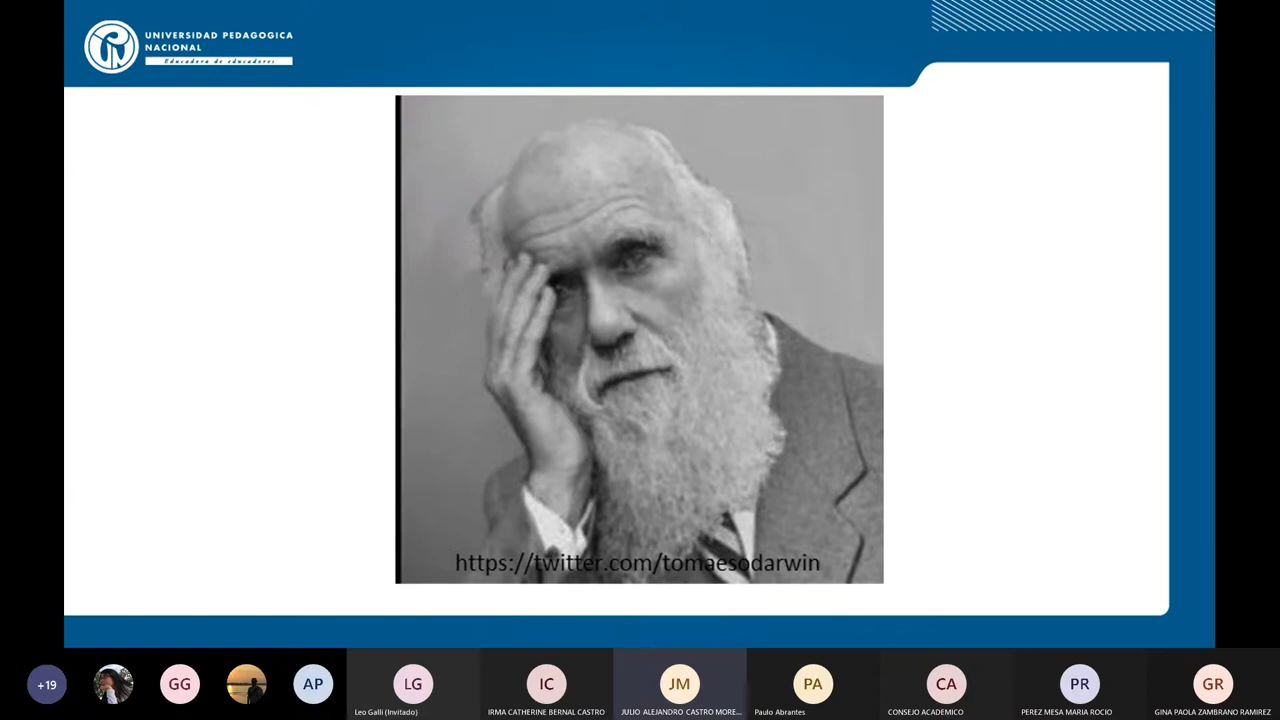 UNIVERSIDAD PEDAGOGICA
NACIONAL
Educadora de educadores
https://twitter.com/tomaesodarwin
+19
GG
AP
LG
IC
JM
PA
CA
PR
GR
Leo Galli (Invitado)
IRMA CATHERINE BERNAL CASTRO
JULIO ALEJANDRO CASTRO MORE...
Paulo Abrantes
CONSEJO ACADEMICO
PEREZ MESA MARIA ROCIO
GINA PAOLA ZAMBRANO RAMIREZ